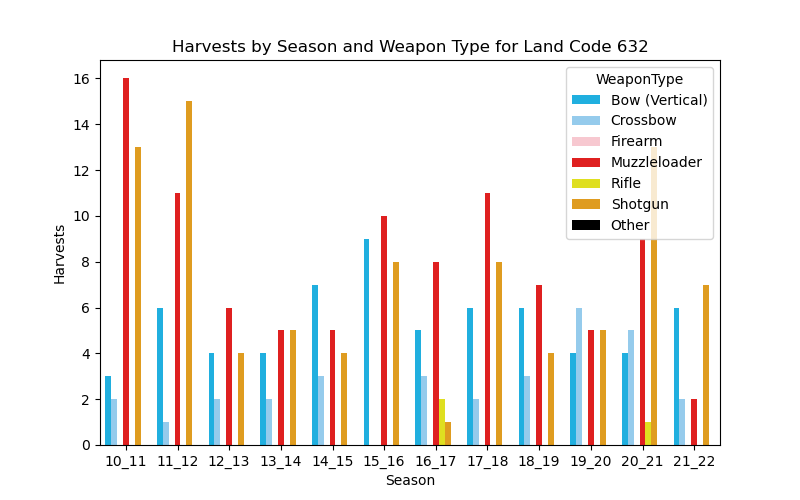 Harvests by Season and Weapon Type for Land Code 632
WeaponType
Bow (Vertical)
Crossbow
Firearm
Muzzleloader
Rifle
Shotgun
Other
16
14
12
10
8
6
4
2
0
Harvests
10_11 11_12 12_13 13_14 14_15 15_16 16_17 17_18 18_19 19_20 20_21 21_22
Season